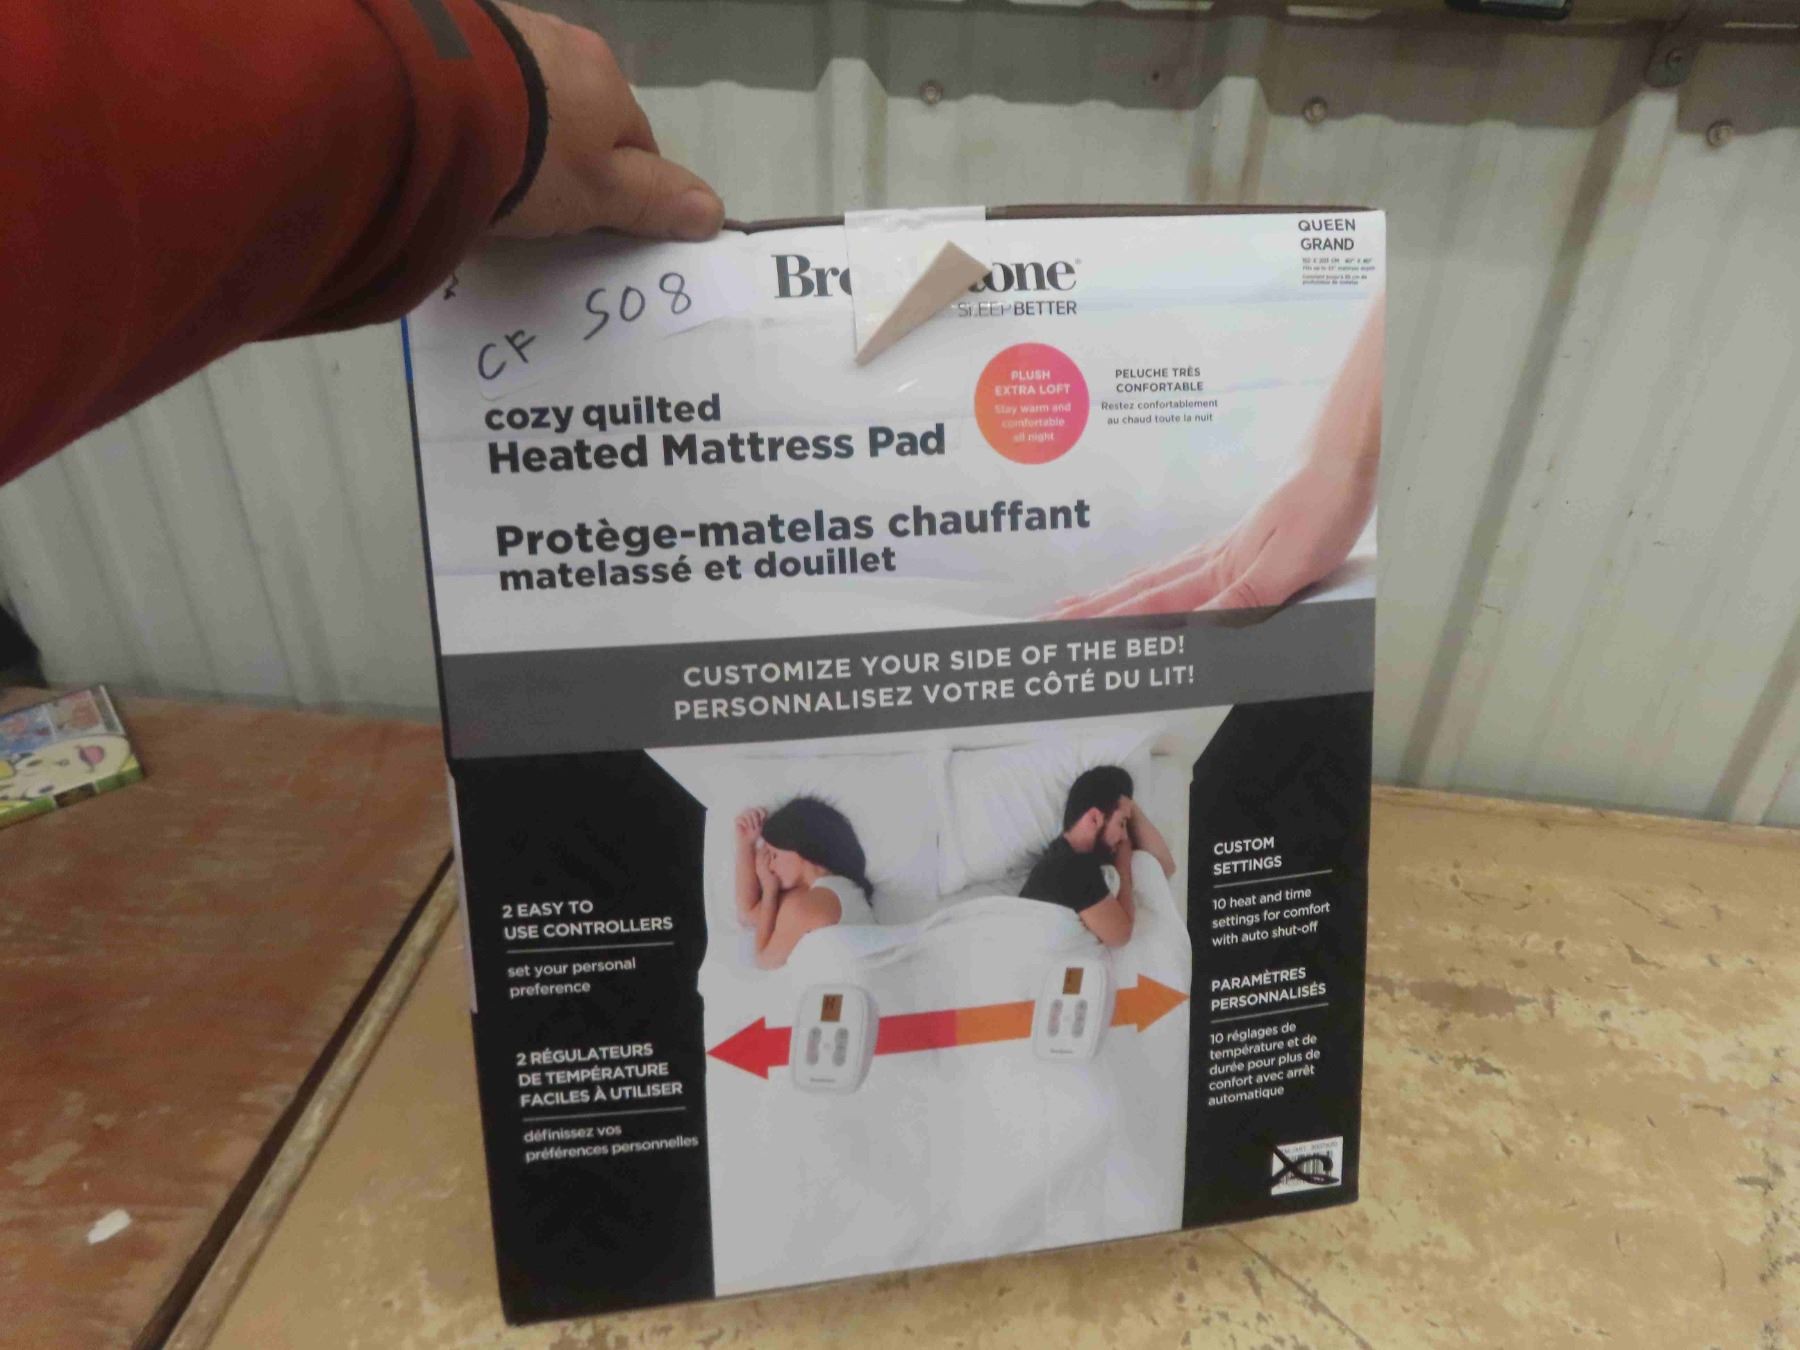 QUEEN
GRAND
CF 508
Br one
SLEEP BETTER
cozy quilted
Heated Mattress Pad
PLUSH
EXTRA LOFT
Stay warm and
comfortable
all night
PELUCHE TRÈS
CONFORTABLE
Restez confortablement
au chaud toute la nuit
Protège-matelas chauffant
matelassé et douillet
CUSTOMIZE YOUR SIDE OF THE BED!
PERSONNALISEZ VOTRE CÔTÉ DU LIT!
2 EASY TO
USE CONTROLLERS
set your personal
preference
2 RÉGULATEURS
DE TEMPÉRATURE
FACILES À UTILISER
définissez vos
préférences personnelles
CUSTOM
SETTINGS
10 heat and time
settings for comfort
with auto shut-off
PARAMÈTRES
PERSONNALISÉS
10 réglages de
température et de
durée pour plus de
confort avec arrêt
automatique